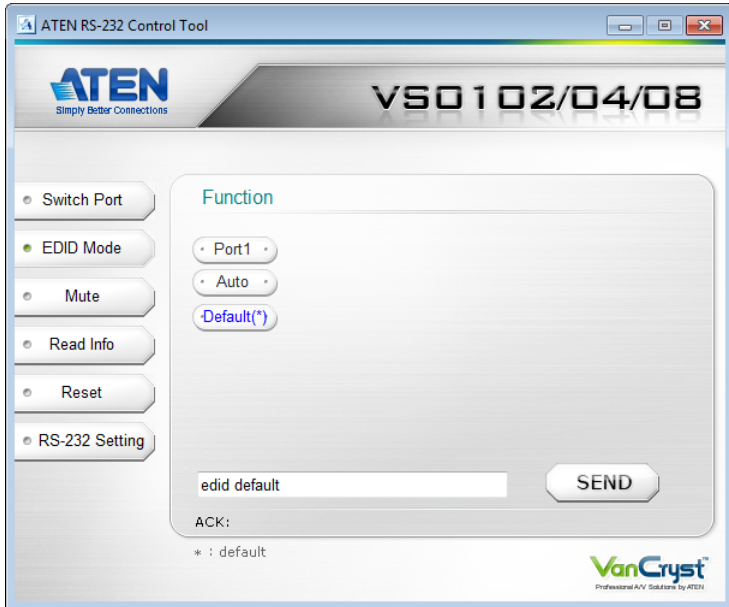 ATEN RS-232 Control Tool
ATEN
Simply Better Connections
VS0102/04/08
Switch Port
EDID Mode
Mute
Read Info
Reset
RS-232 Setting
Function
Port1
Auto
Default(*)
edid default
SEND
ACK:
* : default
VanCryst™
Professional A/V Solutions by ATEN